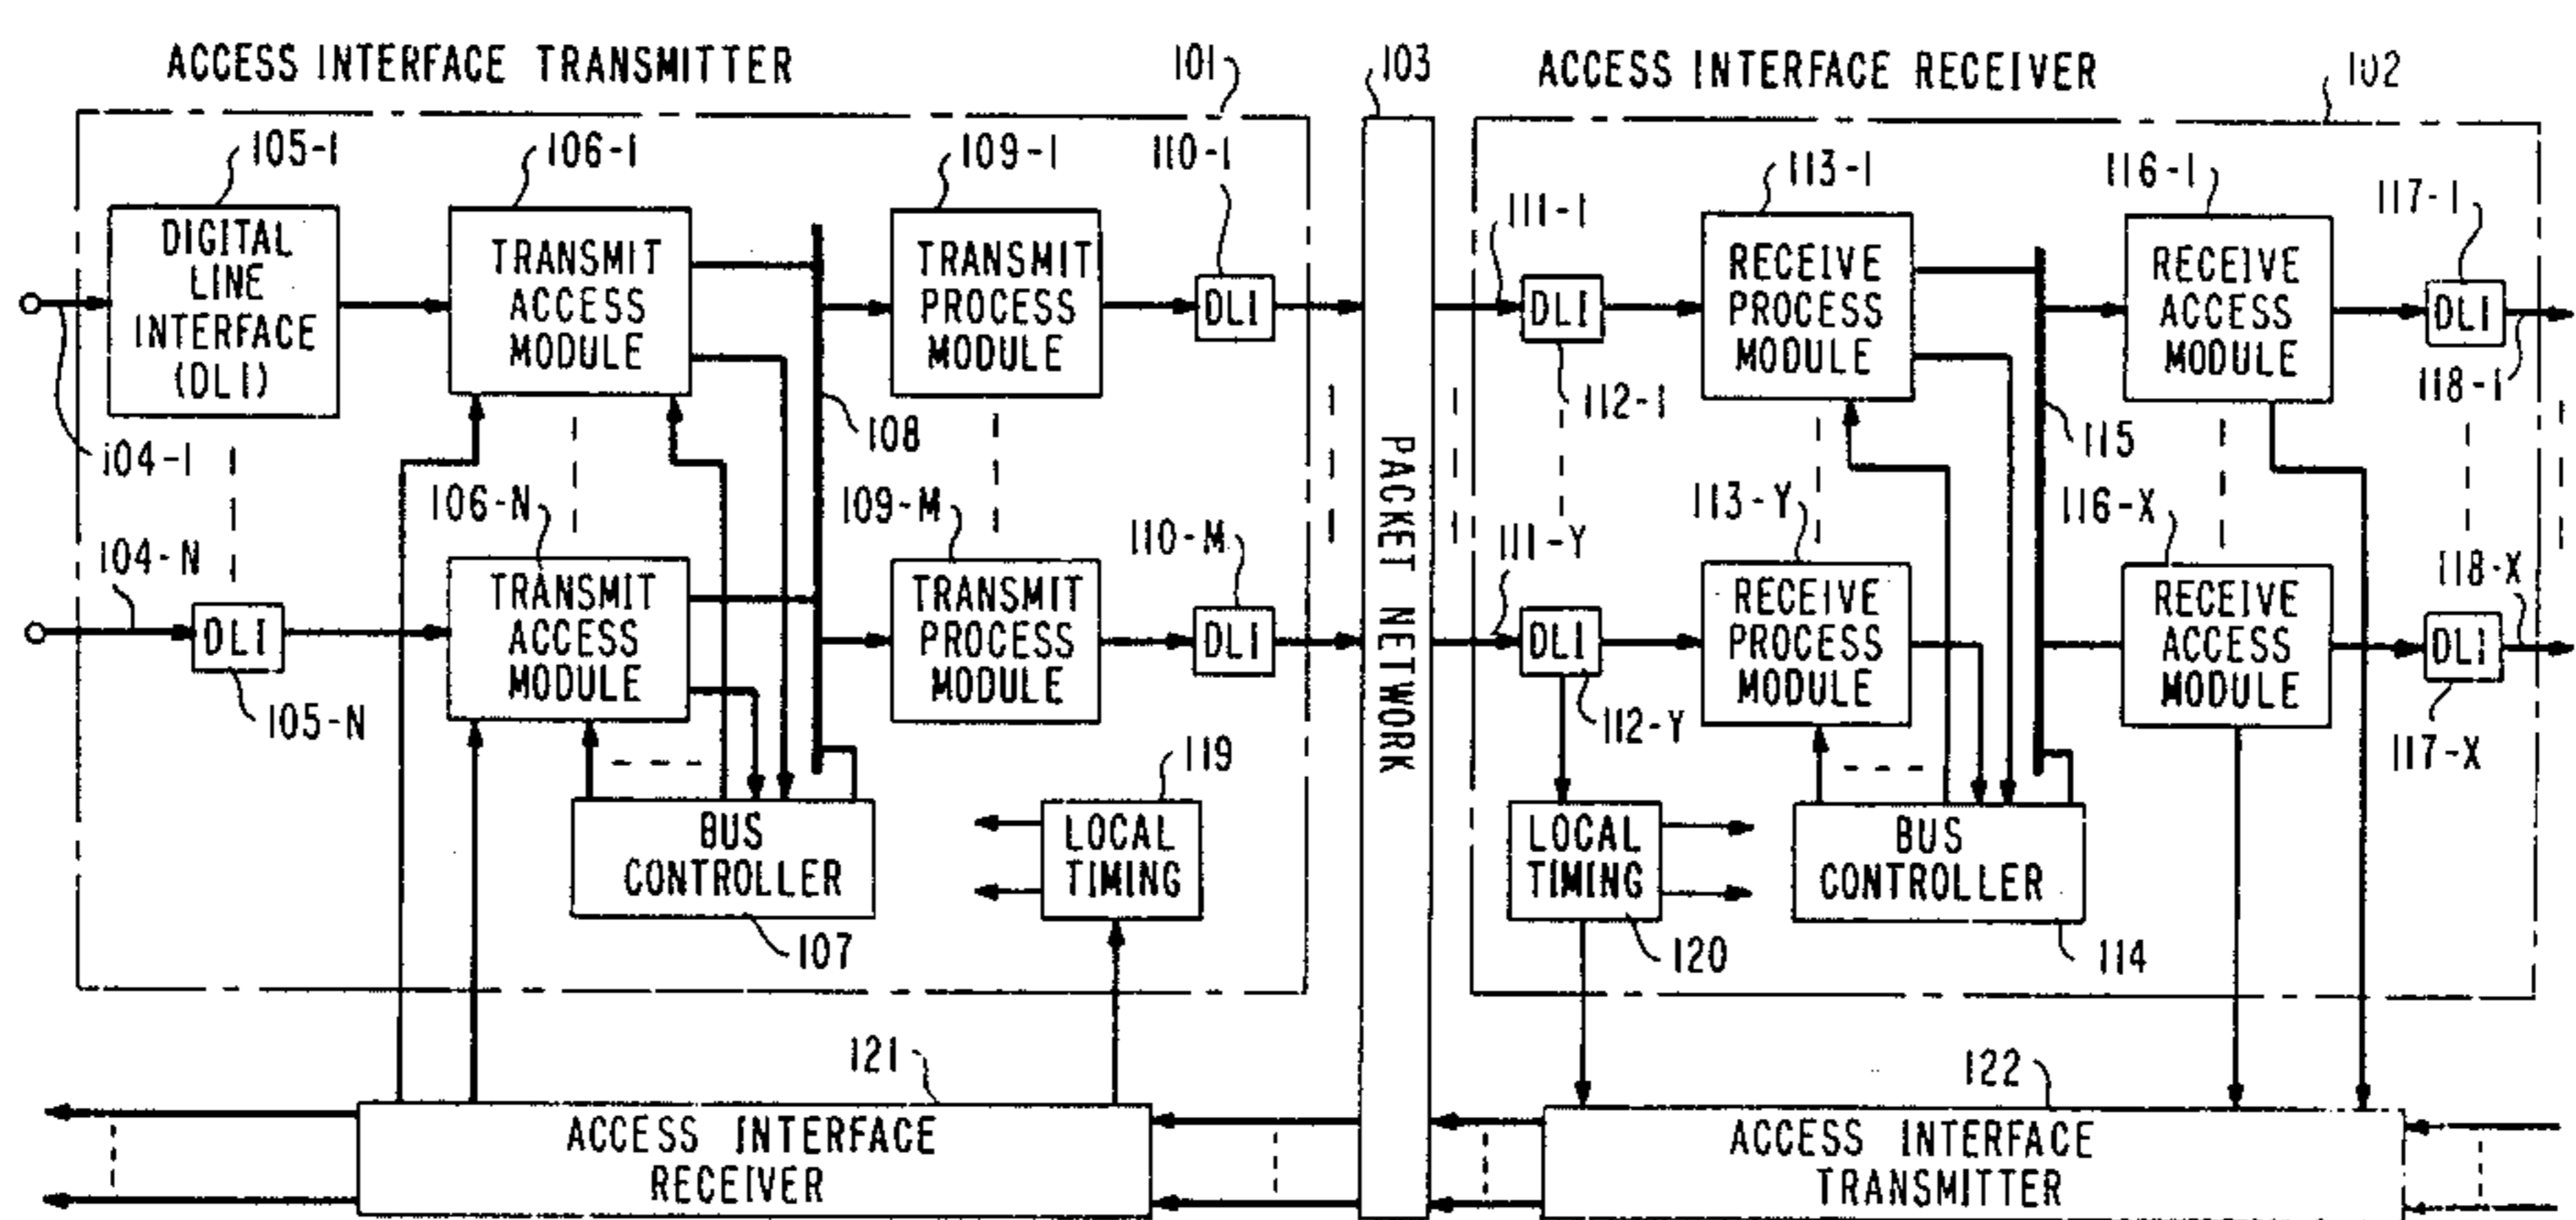 ACCESS INTERFACE TRANSMITTER
101
103
ACCESS INTERFACE RECEIVER
102
105-1
106-1
109-1
110-1
111-1
113-1
116-1
117-1
DIGITAL
LINE
INTERFACE
(DLI)
TRANSMIT
ACCESS
MODULE
TRANSMIT
PROCESS
MODULE
DLI
DLI
RECEIVE
PROCESS
MODULE
RECEIVE
ACCESS
MODULE
DLI
104-1
108
112-1
115
118-1
PACKET NETWORK
104-N
106-N
109-M
110-M
111-Y
113-Y
116-X
118-X
DLI
TRANSMIT
ACCESS
MODULE
TRANSMIT
PROCESS
MODULE
DLI
DLI
RECEIVE
PROCESS
MODULE
RECEIVE
ACCESS
MODULE
DLI
105-N
119
112-Y
117-X
BUS
CONTROLLER
LOCAL
TIMING
LOCAL
TIMING
BUS
CONTROLLER
107
120
114
121
122
ACCESS INTERFACE
RECEIVER
ACCESS INTERFACE
TRANSMITTER